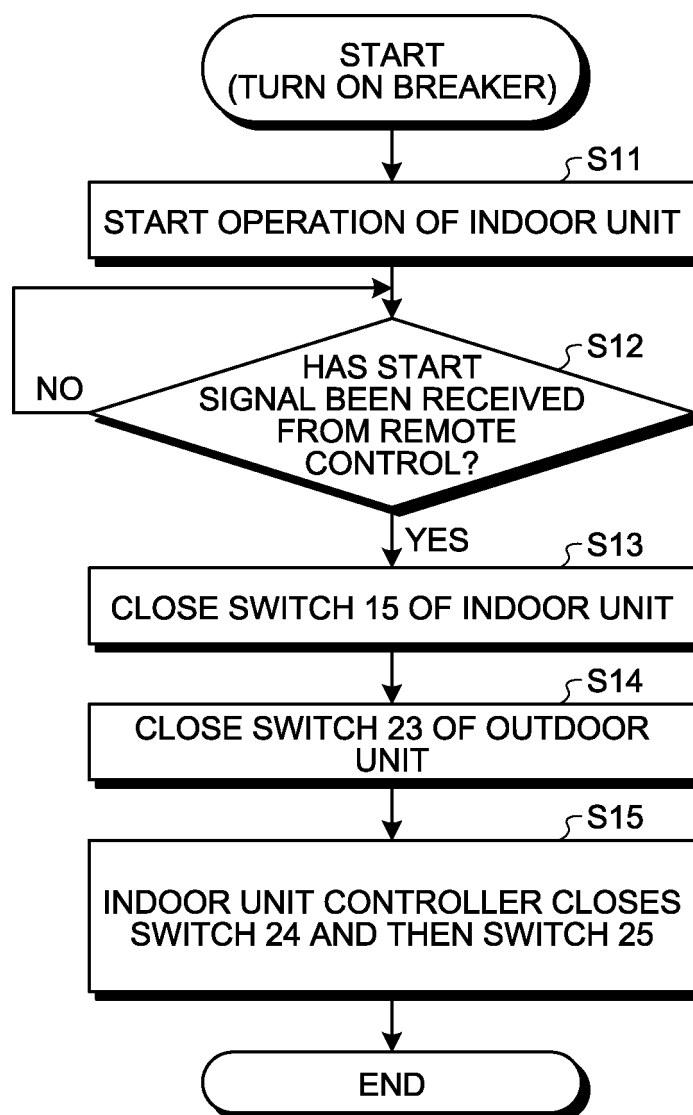 START
(TURN ON BREAKER)
S11
START OPERATION OF INDOOR UNIT
S12
HAS START
SIGNAL BEEN RECEIVED
FROM REMOTE
CONTROL?
NO
YES
S13
CLOSE SWITCH 15 OF INDOOR UNIT
S14
CLOSE SWITCH 23 OF OUTDOOR
UNIT
S15
INDOOR UNIT CONTROLLER CLOSES
SWITCH 24 AND THEN SWITCH 25
END